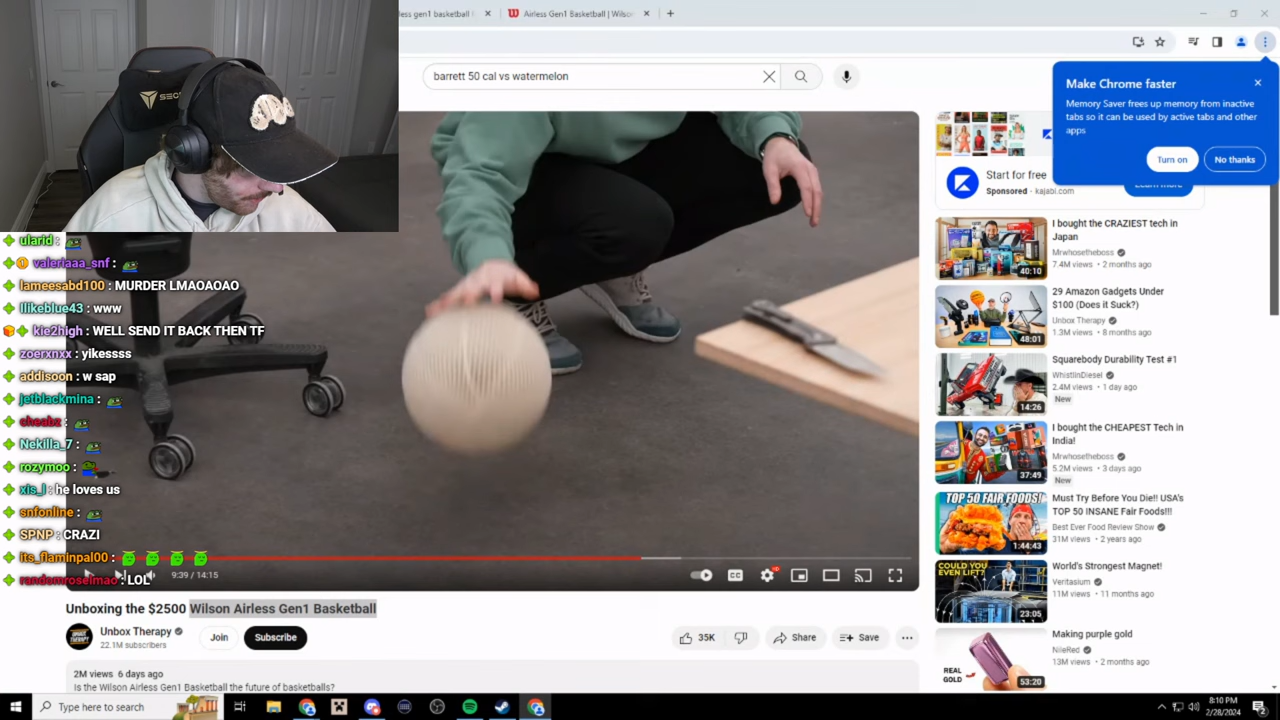 less gen1 basketball
Airless Gen1 Basketball | Wilso
barrett 50 cal vs watermelon
Make Chrome faster
Memory Saver frees up memory from inactive
tabs so it can be used by active tabs and other
apps
Turn on
No thanks
Start for free
Sponsored · kajabi.com
Learn more
ularid :
valeriaaa_snf :
lameesabd100 : MURDER LMAOAOAO
llikeblue43 : www
kie2high : WELL SEND IT BACK THEN TF
zoerxnxx : yikessss
addisoon : w sap
jetblackmina :
cheabz :
Nekilla_7 :
rozymoo :
xis_l : he loves us
snfonline :
SPNP : CRAZI
its_flaminpal00 :
randomroselmao : LOL
9:39 / 14:15
Unboxing the $2500 Wilson Airless Gen1 Basketball
Unbox Therapy
22.1M subscribers
Join
Subscribe
35K
Share
Save
2M views 6 days ago
Is the Wilson Airless Gen1 Basketball the future of basketballs?
I bought the CRAZIEST tech in
Japan
Mrwhosetheboss
7.4M views · 2 months ago
40:10
29 Amazon Gadgets Under
$100 (Does it Suck?)
Unbox Therapy
1.3M views · 8 months ago
48:01
Squarebody Durability Test #1
WhistlinDiesel
2.4M views · 1 day ago
New
14:26
I bought the CHEAPEST Tech in
India!
Mrwhosetheboss
5.2M views · 3 days ago
New
37:49
TOP 50 FAIR FOODS!
Must Try Before You Die!! USA's
TOP 50 INSANE Fair Foods!!!
Best Ever Food Review Show
31M views · 2 years ago
1:44:43
COULD YOU
EVEN LIFT?
World's Strongest Magnet!
Veritasium
11M views · 11 months ago
23:05
Making purple gold
NileRed
13M views · 2 months ago
REAL
GOLD
53:20
Type here to search
8:10 PM
2/28/2024
2